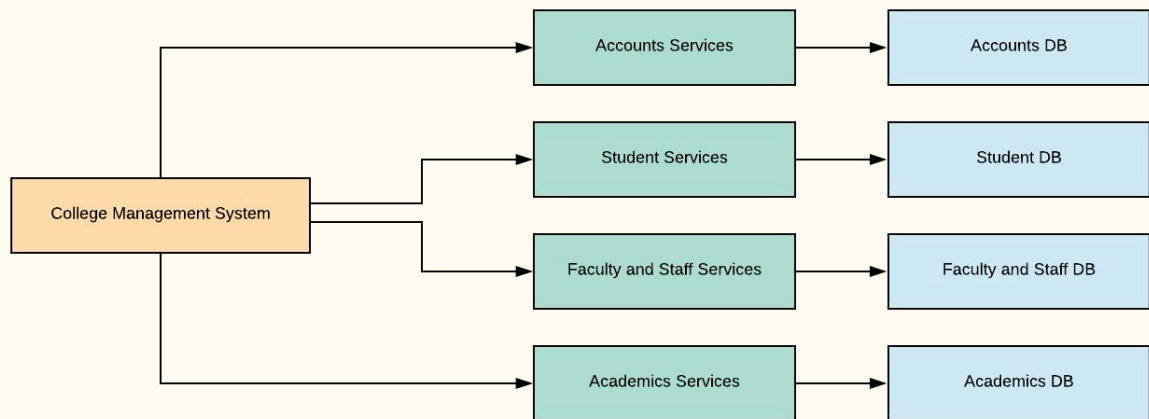 Accounts Services
Accounts DB
Student Services
Student DB
College Management System
Faculty and Staff Services
Faculty and Staff DB
Academics Services
Academics DB